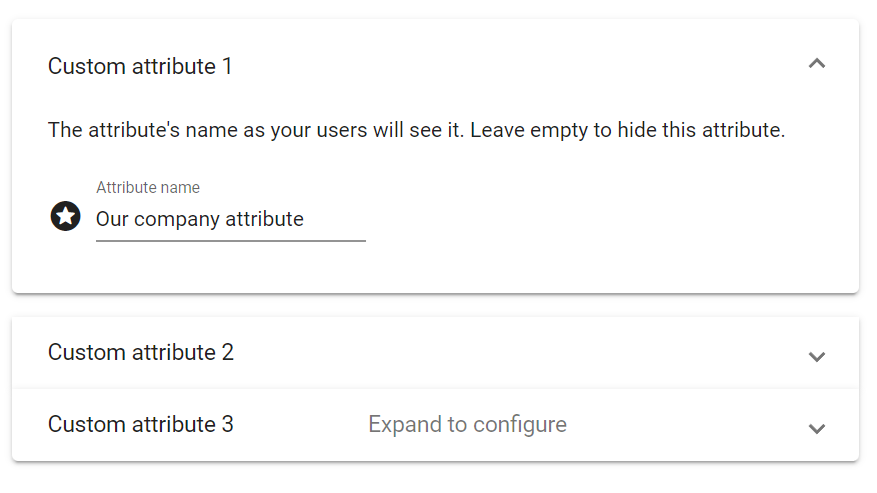 Custom attribute 1
The attribute's name as your users will see it. Leave empty to hide this attribute.
Attribute name
Our company attribute
Custom attribute 2
Custom attribute 3 Expand to configure